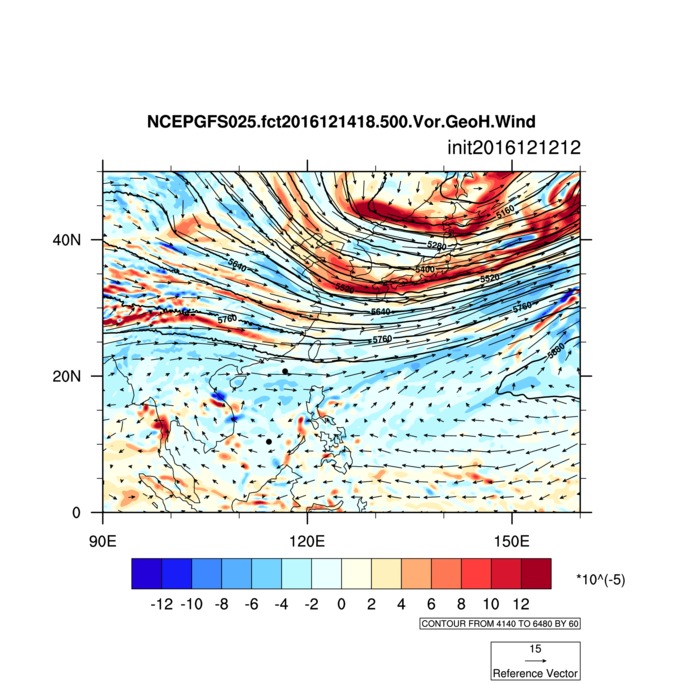 NCEPGFS025.fct2016121418.500.Vor.GeoH.Wind
init2016121212
5160
40N
5280
5640
5400
5520
5520
5760
5640
5760
5760
5880
20N
0
90E 120E 150E
-12 -10 -8 -6 -4 -2 0 2 4 6 8 10 12
*10^(-5)
CONTOUR FROM 4140 TO 6480 BY 60
15
Reference Vector